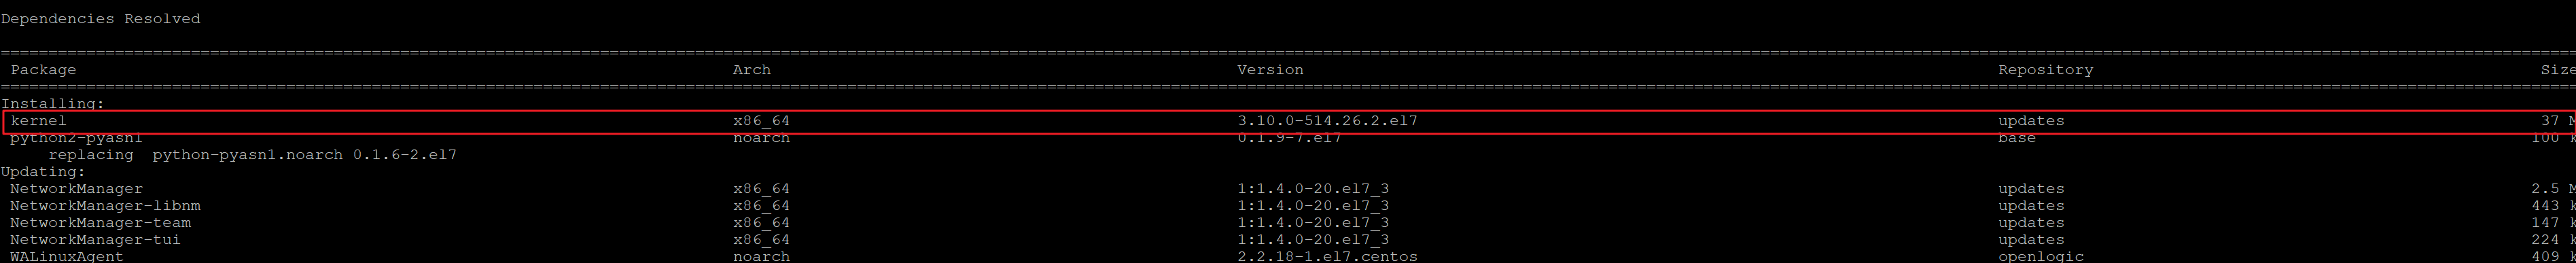 Dependencies Resolved
================================================================================
Package Arch Version Repository Size
================================================================================
Installing:
kernel x86_64 3.10.0-514.26.2.el7 updates 37 M
python2-pyasn1 noarch 0.1.9-7.el7 base 100 k
replacing python-pyasn1.noarch 0.1.6-2.el7
Updating:
NetworkManager x86_64 1:1.4.0-20.el7_3 updates 2.5 M
NetworkManager-libnm x86_64 1:1.4.0-20.el7_3 updates 443 k
NetworkManager-team x86_64 1:1.4.0-20.el7_3 updates 147 k
NetworkManager-tui x86_64 1:1.4.0-20.el7_3 updates 224 k
WALinuxAgent noarch 2.2.18-1.el7.centos openlogic 409 k